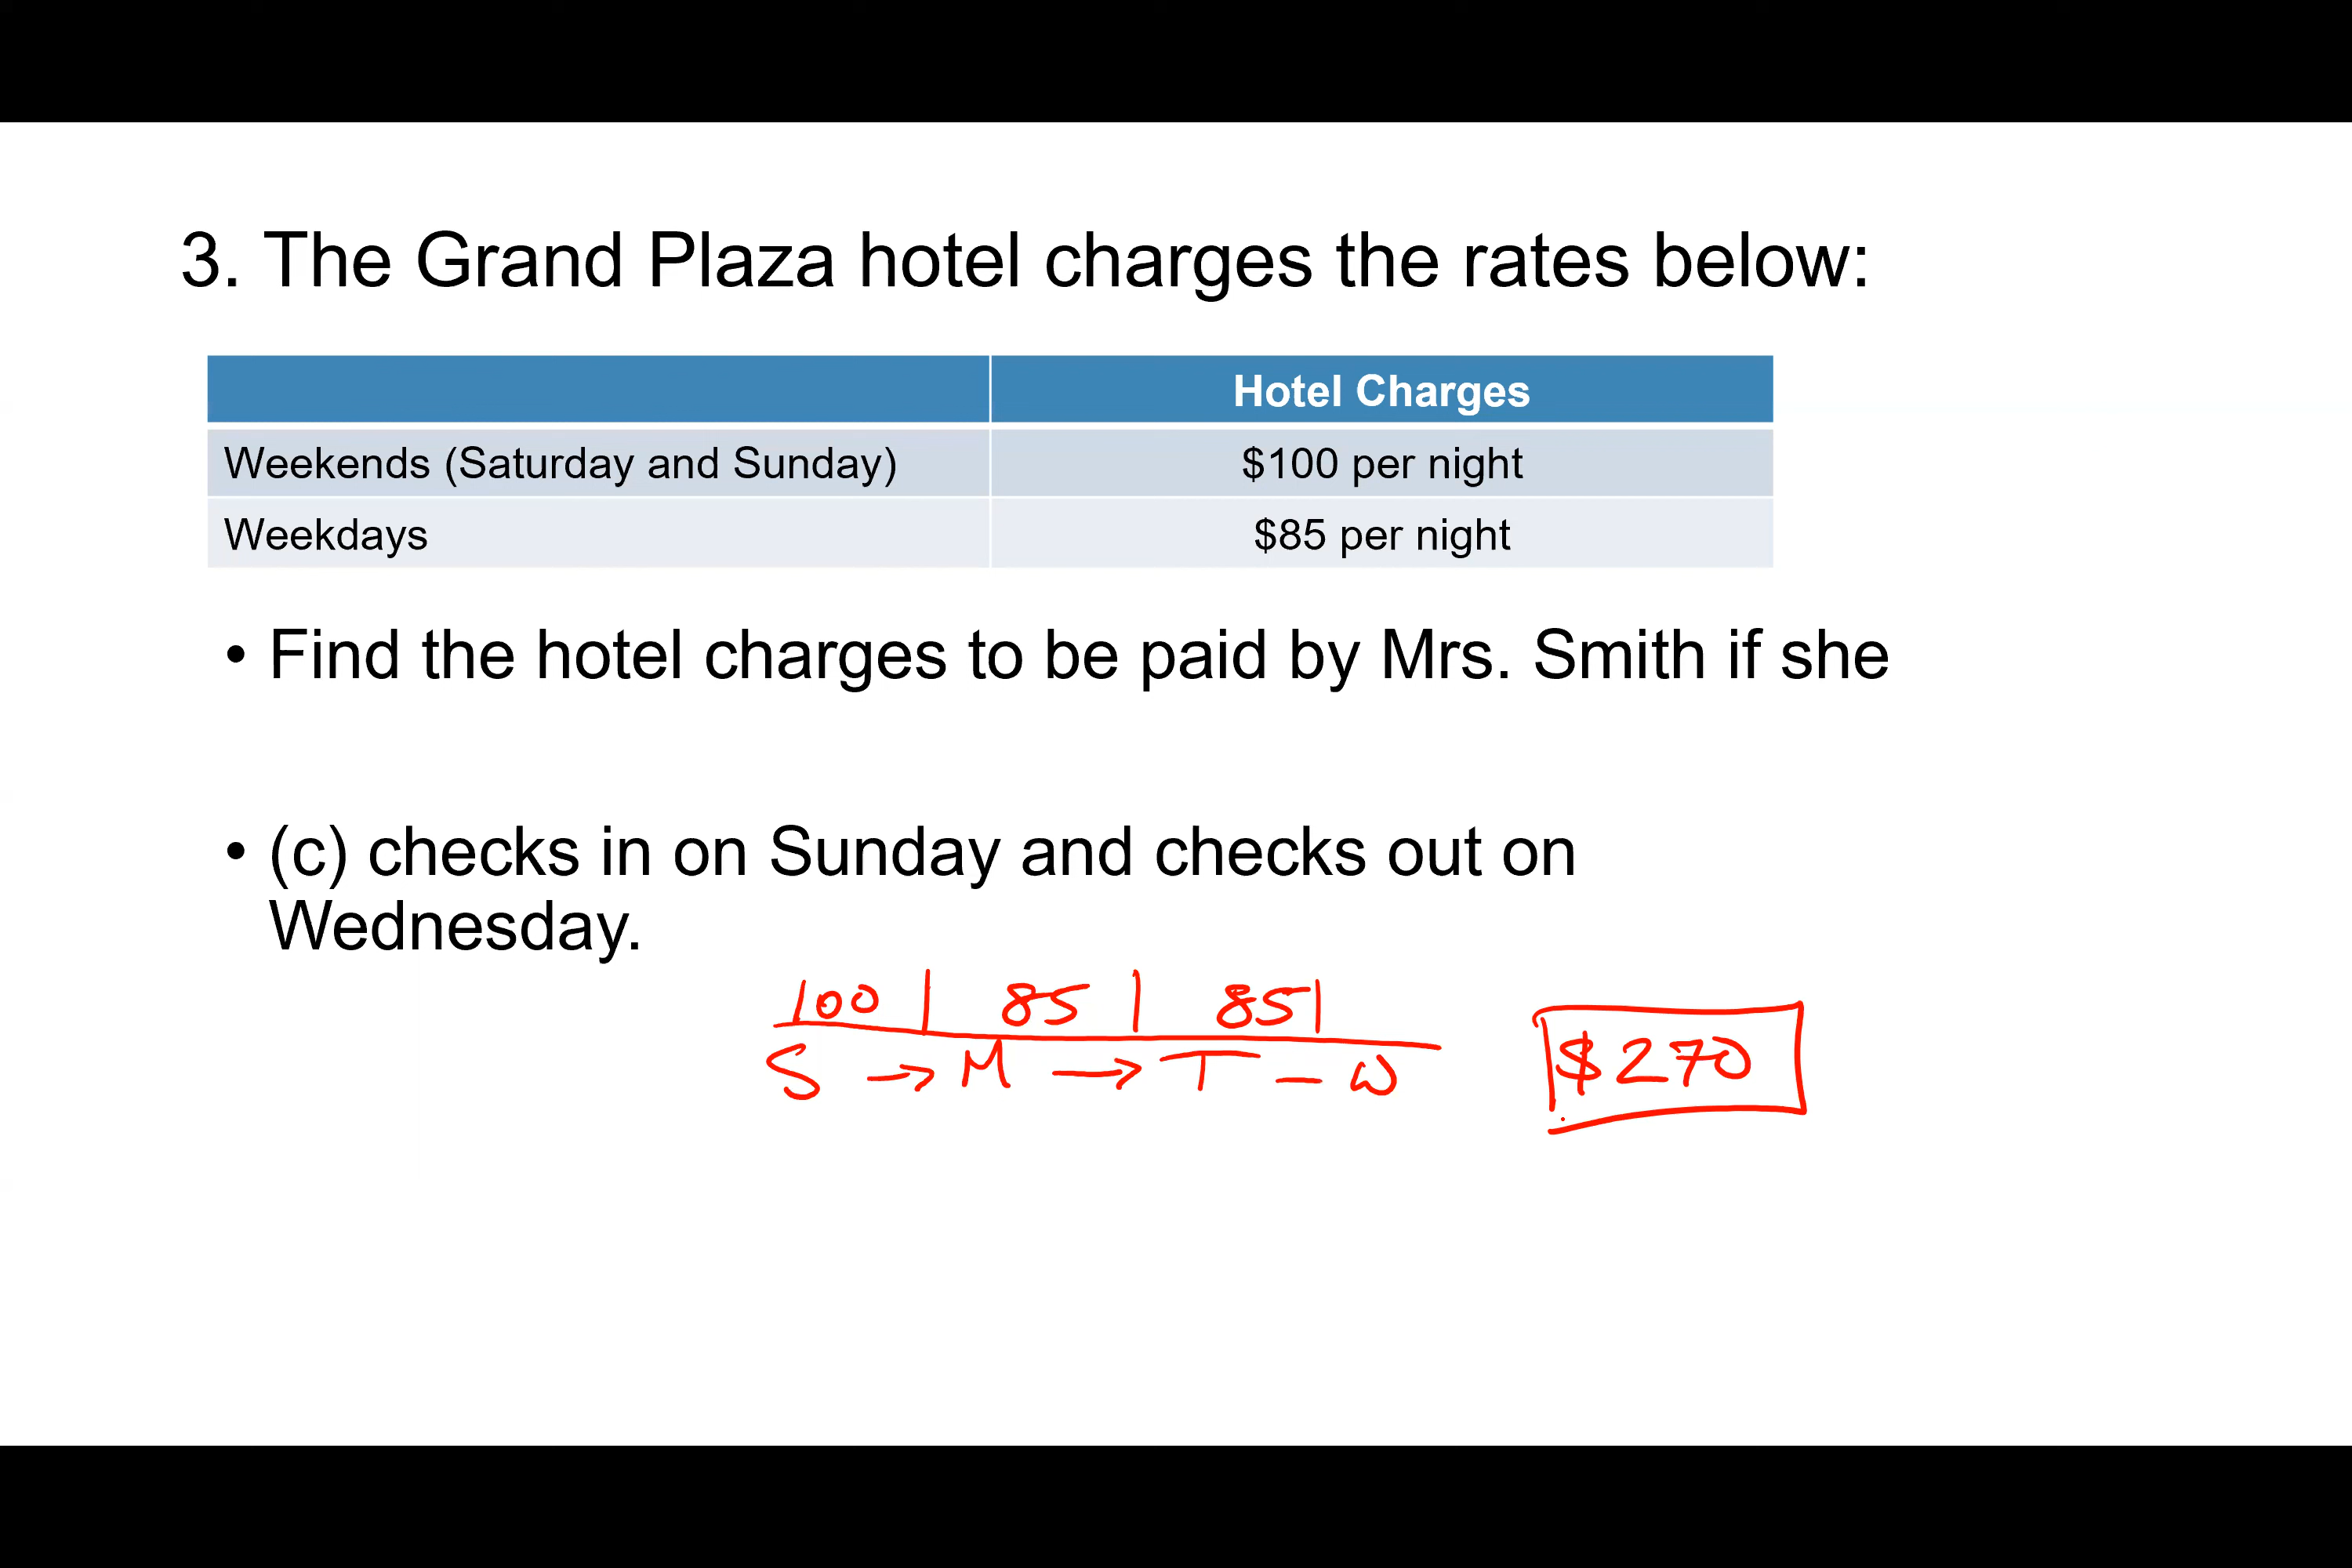 3. The Grand Plaza hotel charges the rates below:
Hotel Charges
Weekends (Saturday and Sunday) $100 per night
Weekdays $85 per night
• Find the hotel charges to be paid by Mrs. Smith if she
• (c) checks in on Sunday and checks out on
Wednesday.
100 | 85 | 85 |
S → M → T – W
$270